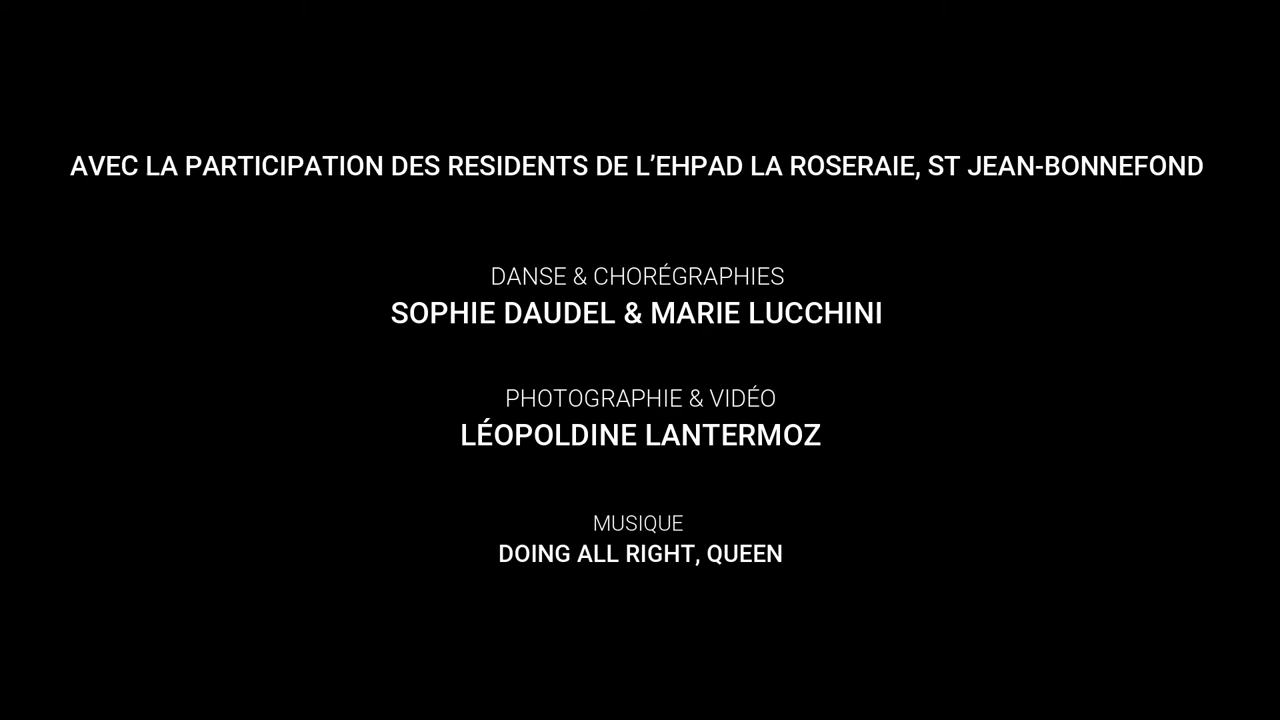 AVEC LA PARTICIPATION DES RESIDENTS DE L’EHPAD LA ROSERAIE, ST JEAN-BONNEFOND
DANSE & CHORÉGRAPHIES
SOPHIE DAUDEL & MARIE LUCCHINI
PHOTOGRAPHIE & VIDÉO
LÉOPOLDINE LANTERMOZ
MUSIQUE
DOING ALL RIGHT, QUEEN